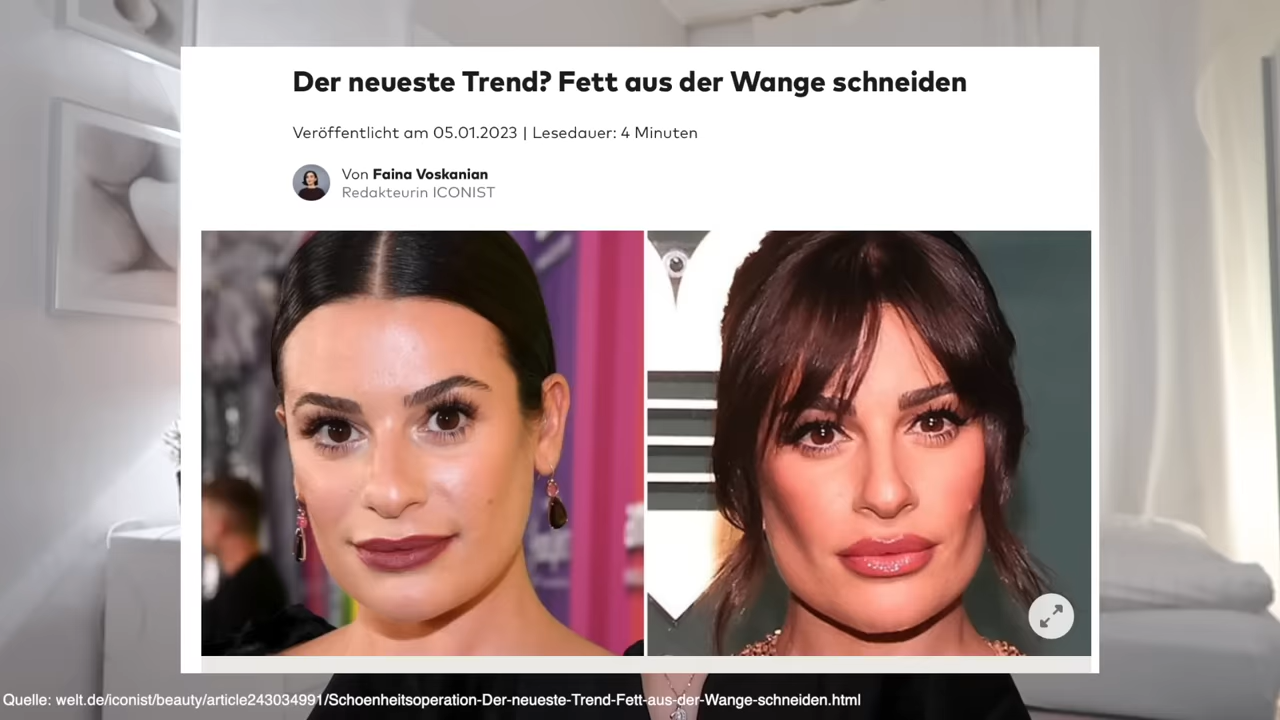 Der neueste Trend? Fett aus der Wange schneiden
Veröffentlicht am 05.01.2023 | Lesedauer: 4 Minuten
Von Faina Voskanian
Redakteurin ICONIST
Quelle: welt.de/iconist/beauty/article243034991/Schoenheitsoperation-Der-neueste-Trend-Fett-aus-der-Wange-schneiden.html